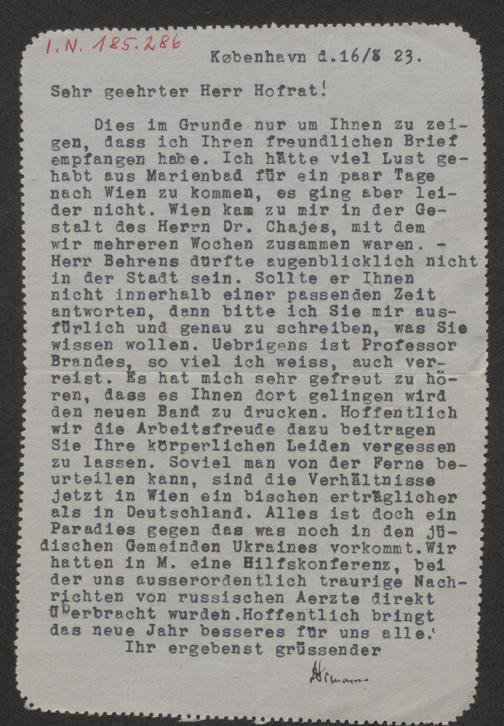 I.N. 185.286
København d.16/8 23.
Sehr geehrter Herr Hofrat!
Dies im Grunde nur um Ihnen zu zei-
gen, dass ich Ihren freundlichen Brief
empfangen habe. Ich hätte viel Lust ge-
habt aus Marienbad für ein paar Tage
nach Wien zu kommen, es ging aber lei-
der nicht. Wien kam zu mir in der Ge-
stalt des Herrn Dr. Chajes, mit dem
wir mehreren Wochen zusammen waren. -
Herr Behrens dürfte augenblicklich nicht
in der Stadt sein. Sollte er Ihnen
nicht innerhalb einer passenden Zeit
antworten, dann bitte ich Sie mir aus-
fürlich und genau zu schreiben, was Sie
wissen wollen. Uebrigens ist Professor
Brandes, so viel ich weiss, auch ver-
reist. Es hat mich sehr gefreut zu hö-
ren, dass es Ihnen dort gelingen wird
den neuen Band zu drucken. Hoffentlich
wir die Arbeitsfreude dazu beitragen
Sie Ihre körperlichen Leiden vergessen
zu lassen. Soviel man von der Ferne be-
urteilen kann, sind die Verhältnisse
jetzt in Wien ein bischen erträglicher
als in Deutschland. Alles ist doch ein
Paradies gegen das was noch in den jü-
dischen Gemeinden Ukraines vorkommt.Wir
hatten in M. eine Hilfskonferenz, bei
der uns ausserordentlich traurige Nach-
richten von russischen Aerzte direkt
überbracht wurden.Hoffentlich bringt
das neue Jahr besseres für uns alle.
Ihr ergebenst grüssender